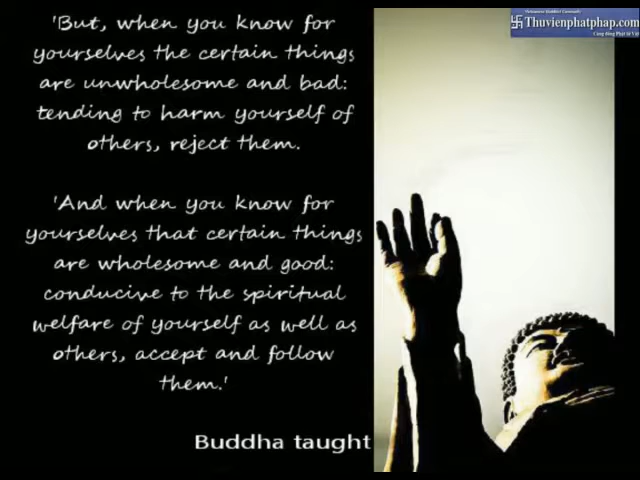 'But, when you know for
yourselves the certain things
are unwholesome and bad:
tending to harm yourself of
others, reject them.
'And when you know for
yourselves that certain things
are wholesome and good:
conducive to the spiritual
welfare of yourself as well as
others, accept and follow
them.'
Buddha taught
Thuvienphatphap.com